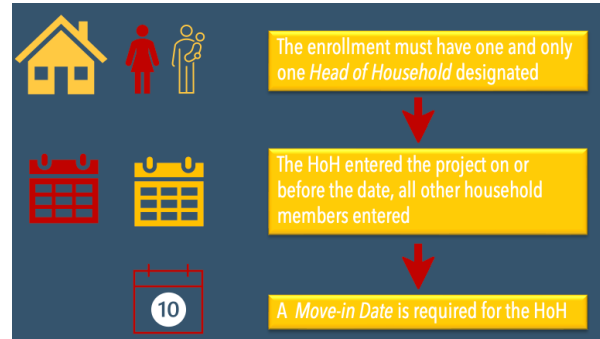 The enrollment must have one and only
one Head of Household designated
The HoH entered the project on or
before the date, all other household
members entered
10
A Move-in Date is required for the HoH